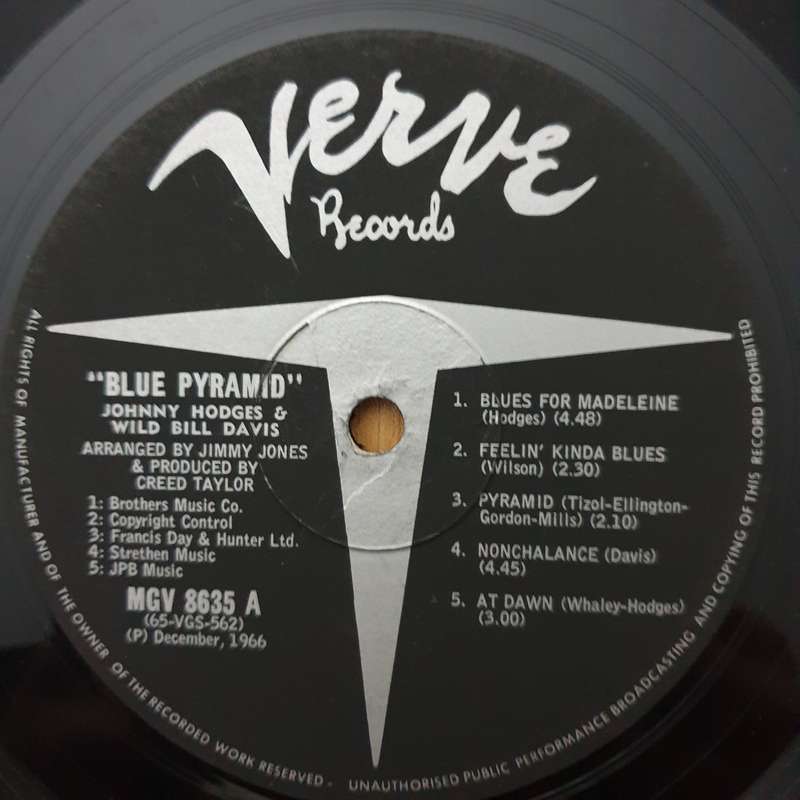 Verve
Records
"BLUE PYRAMID"
JOHNNY HODGES &
WILD BILL DAVIS
ARRANGED BY JIMMY JONES
& PRODUCED BY
CREED TAYLOR
1: Brothers Music Co.
2: Copyright Control
3: Francis Day & Hunter Ltd.
4: Strethen Music
5: JPB Music
MGV 8635 A
(65-VGS-562)
(P) December, 1966
1. BLUES FOR MADELEINE
(Hodges) (4.48)
2. FEELIN' KINDA BLUES
(Wilson) (2.30)
3. PYRAMID (Tizol-Ellington-
Gordon-Mills) (2.10)
4. NONCHALANCE (Davis)
(4.45)
5. AT DAWN (Whaley-Hodges)
(3.00)
ALL RIGHTS OF MANUFACTURER AND OF THE OWNER OF THE RECORDED WORK RESERVED - UNAUTHORISED PUBLIC PERFORMANCE BROADCASTING AND COPYING OF THIS RECORD PROHIBITED